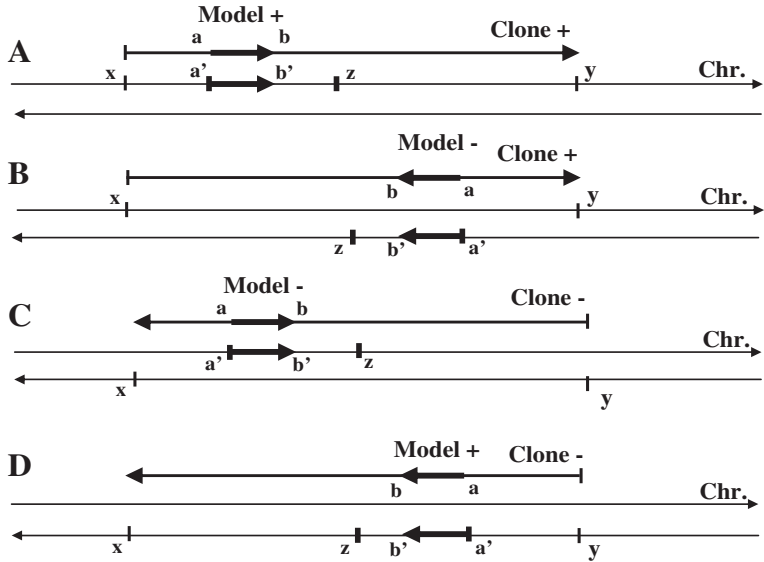 Model +
A a b Clone +
x a’ b’ z y Chr.
Model -
B Clone +
b a
x y Chr.
z b’ a’
Model -
C a b Clone -
Chr.
a’ b’ z
x y
Model +
D Clone -
b a
Chr.
x z b’ a’ y